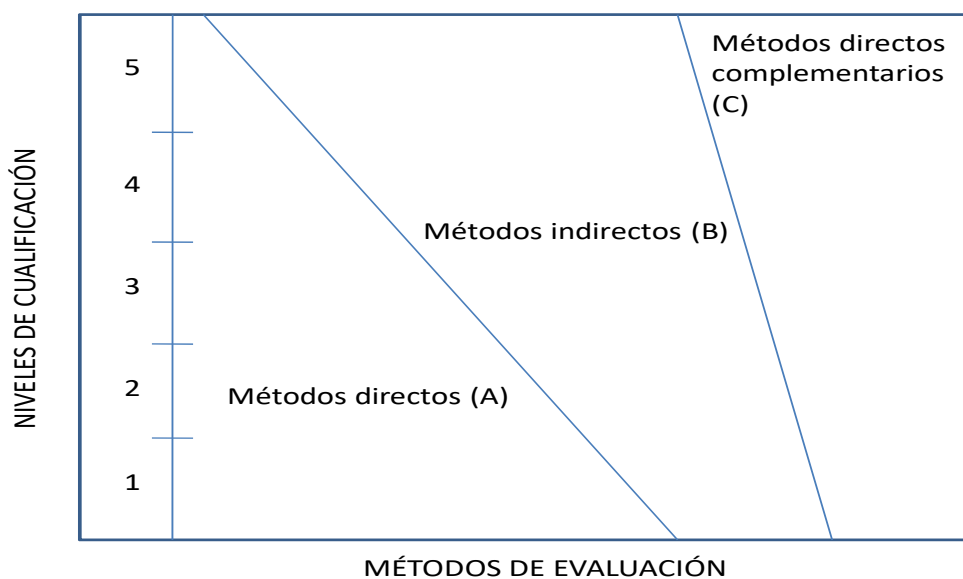 NIVELES DE CUALIFICACIÓN
5
4
3
2
1
Métodos directos
complementarios
(C)
Métodos indirectos (B)
Métodos directos (A)
MÉTODOS DE EVALUACIÓN